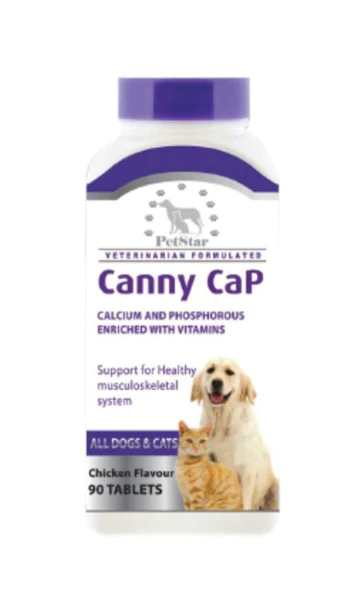 PetStar
VETERINARIAN FORMULATED
Canny CaP
CALCIUM AND PHOSPHOROUS
ENRICHED WITH VITAMINS
Support for Healthy
musculoskeletal
system
ALL DOGS & CATS
Chicken Flavour
90 TABLETS